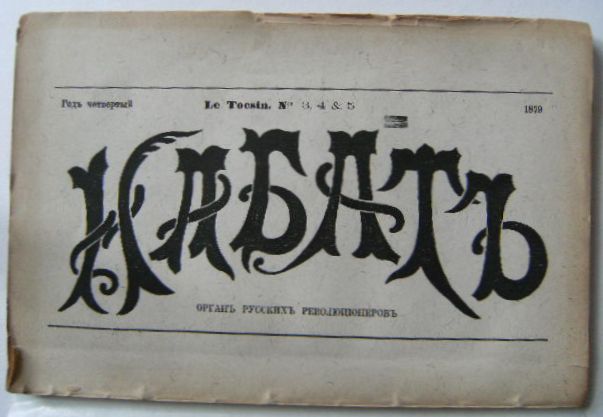 Годъ четвертый Le Tocsin. Nº 3, 4 & 5 1879
НАБАТЪ
ОРГАНЪ РУССКИХЪ РЕВОЛЮЦІОНЕРОВЪ